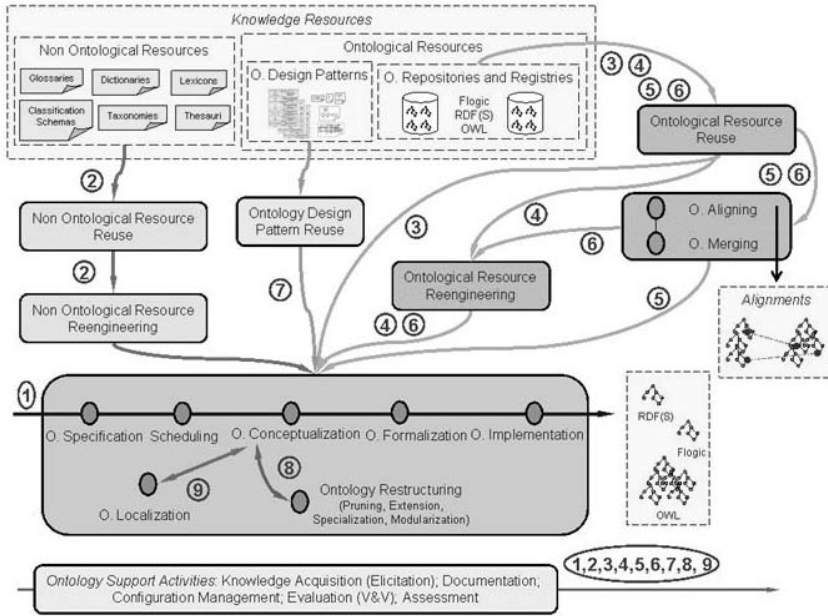 Knowledge Resources
Non Ontological Resources
Glossaries
Dictionaries
Lexicons
Classification
Schemas
Taxonomies
Thesauri
Ontological Resources
O. Design Patterns
O. Repositories and Registries
Flogic
RDF(S)
OWL
③ ④
⑤ ⑥
Ontological Resource
Reuse
②
Non Ontological Resource
Reuse
②
Non Ontological Resource
Reengineering
Ontology Design
Pattern Reuse
⑦
③
④
⑤ ⑥
O. Aligning
O. Merging
⑥
Ontological Resource
Reengineering
④ ⑥
⑤
Alignments
①
O. Specification
Scheduling
O. Conceptualization
O. Formalization
O. Implementation
⑨
⑧
O. Localization
Ontology Restructuring
(Pruning, Extension,
Specialization, Modularization)
RDF(S)
Flogic
OWL
Ontology Support Activities: Knowledge Acquisition (Elicitation); Documentation;
Configuration Management; Evaluation (V&V); Assessment
1,2,3,4,5,6,7,8, 9